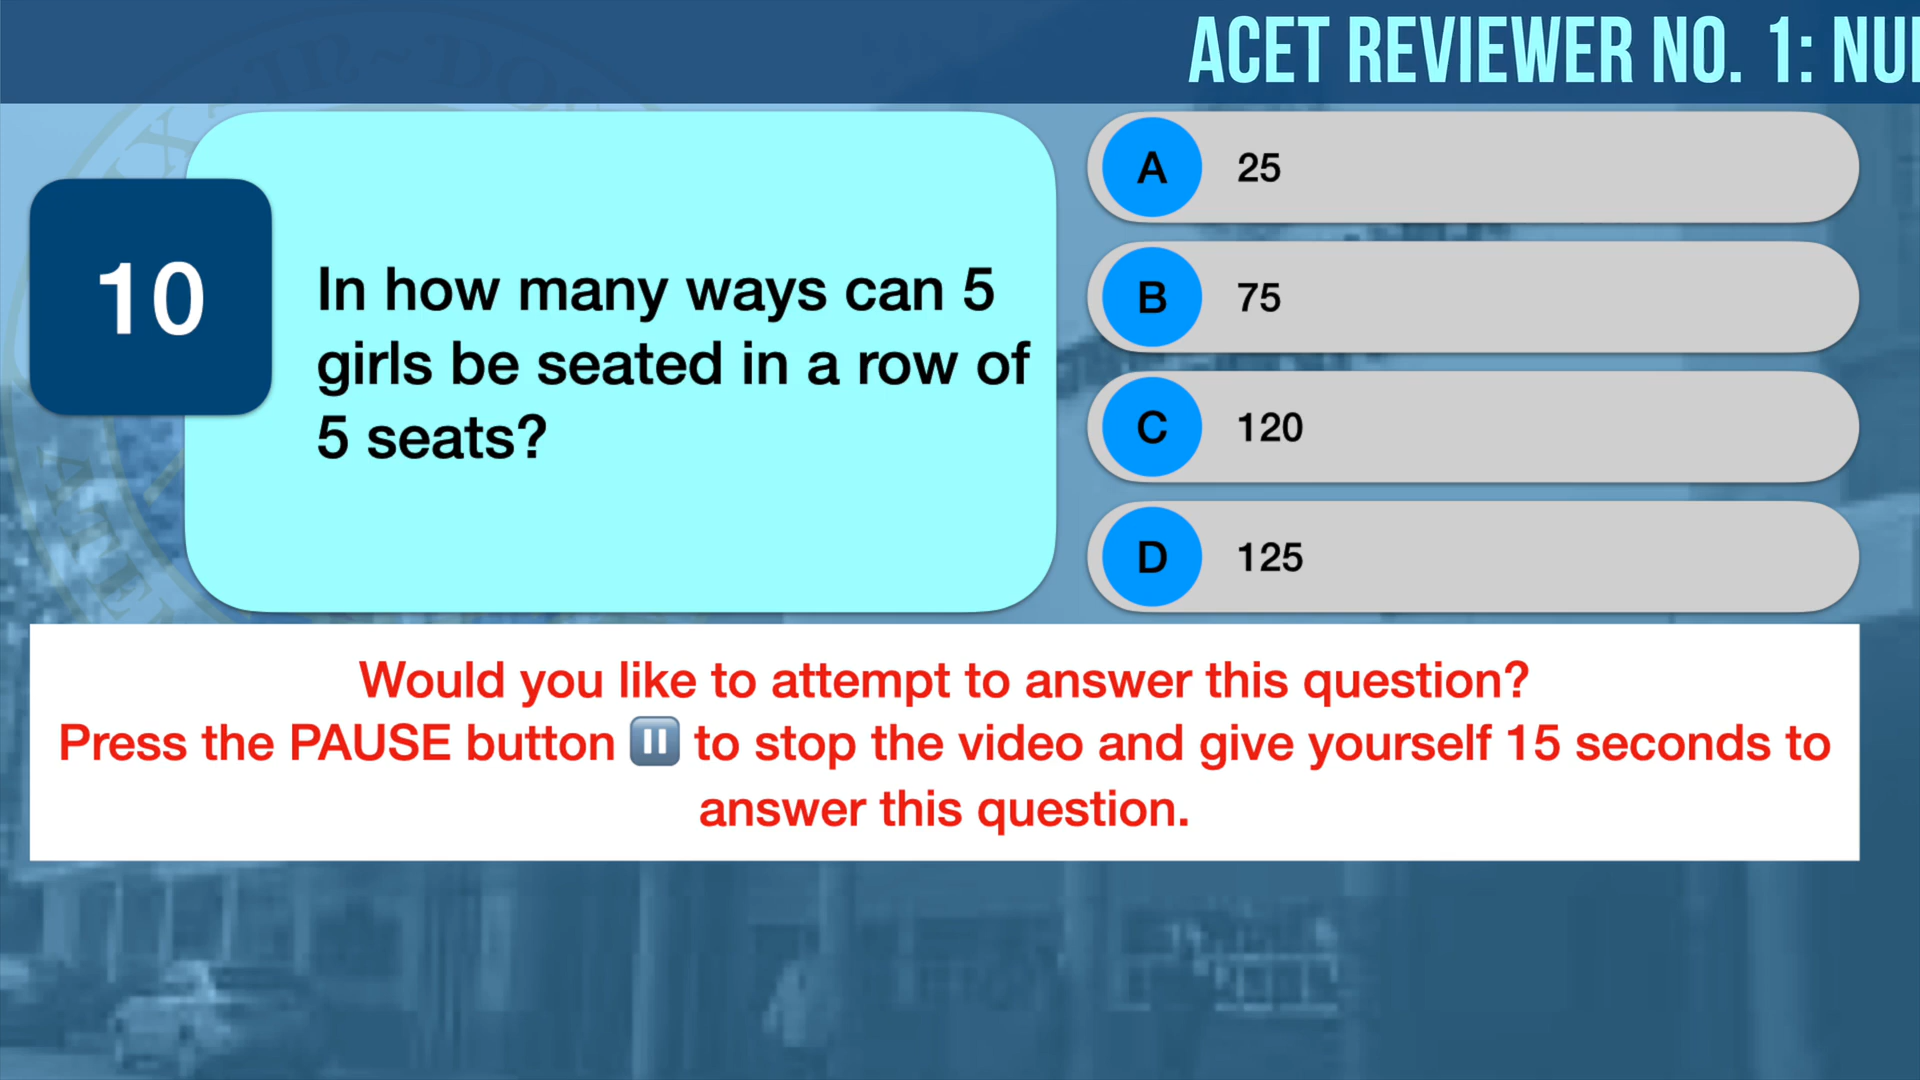 ACET REVIEWER NO. 1: NU
10
In how many ways can 5
girls be seated in a row of
5 seats?
A 25
B 75
C 120
D 125
Would you like to attempt to answer this question?
Press the PAUSE button ⏸️ to stop the video and give yourself 15 seconds to
answer this question.